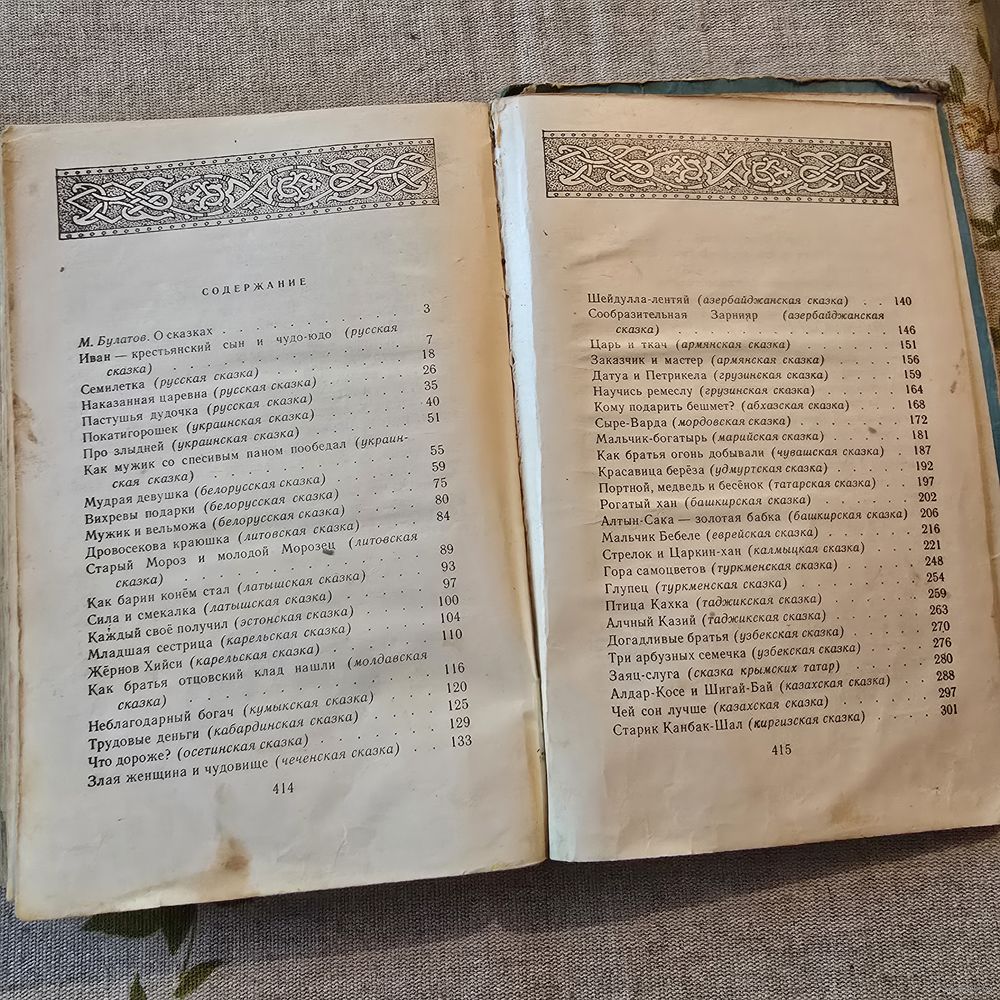 СОДЕРЖАНИЕ
М. Булатов. О сказках . . . . . . . . . 3
Иван — крестьянский сын и чудо-юдо (русская
сказка) . . . . . . . . . . 7
Семилетка (русская сказка) . . . . . . 18
Наказанная царевна (русская сказка) . . . . 26
Пастушья дудочка (русская сказка) . . . . 35
Покатигорошек (украинская сказка) . . . . 40
Про злыдней (украинская сказка) . . . . 51
Как мужик со спесивым паном пообедал (украин-
ская сказка) . . . . . . . . 55
Мудрая девушка (белорусская сказка) . . . . 59
Вихревы подарки (белорусская сказка) . . . . 75
Мужик и вельможа (белорусская сказка) . . . 80
Дровосекова краюшка (литовская сказка) . . . 84
Старый Мороз и молодой Морозец (литовская
сказка) . . . . . . . . . . 89
Как барин конём стал (латышская сказка) . . . 93
Сила и смекалка (латышская сказка) . . . . 97
Каждый своё получил (эстонская сказка) . . . 100
Младшая сестрица (карельская сказка) . . . 104
Жёрнов Хийси (карельская сказка) . . . . 110
Как братья отцовский клад нашли (молдавская
сказка) . . . . . . . . . . 116
Неблагодарный богач (кумыкская сказка) . . . 120
Трудовые деньги (кабардинская сказка) . . . 125
Что дороже? (осетинская сказка) . . . . . 129
Злая женщина и чудовище (чеченская сказка) . . 133
414
Шейдулла-лентяй (азербайджанская сказка) . . 140
Сообразительная Зарнияр (азербайджанская
сказка) . . . . . . . . . . 146
Царь и ткач (армянская сказка) . . . . . 151
Заказчик и мастер (армянская сказка) . . . . 156
Датуа и Петрикела (грузинская сказка) . . . 159
Научись ремеслу (грузинская сказка) . . . . 164
Кому подарить бешмет? (абхазская сказка) . . 168
Сыре-Варда (мордовская сказка) . . . . . 172
Мальчик-богатырь (марийская сказка) . . . . 181
Как братья огонь добывали (чувашская сказка) . 187
Красавица берёза (удмуртская сказка) . . . . 192
Портной, медведь и бесёнок (татарская сказка) . 197
Рогатый хан (башкирская сказка) . . . . . 202
Алтын-Сака — золотая бабка (башкирская сказка) 206
Мальчик Бебеле (еврейская сказка) . . . . 216
Стрелок и Царкин-хан (калмыцкая сказка) . . . 221
Гора самоцветов (туркменская сказка) . . . . 248
Глупец (туркменская сказка) . . . . . . 254
Птица Кахка (таджикская сказка) . . . . . 259
Алчный Казий (таджикская сказка) . . . . 263
Догадливые братья (узбекская сказка) . . . . 270
Три арбузных семечка (узбекская сказка) . . . 276
Заяц-слуга (сказка крымских татар) . . . . 280
Алдар-Косе и Шигай-Бай (казахская сказка) . . 288
Чей сон лучше (казахская сказка) . . . . . 297
Старик Канбак-Шал (киргизская сказка) . . . 301
415